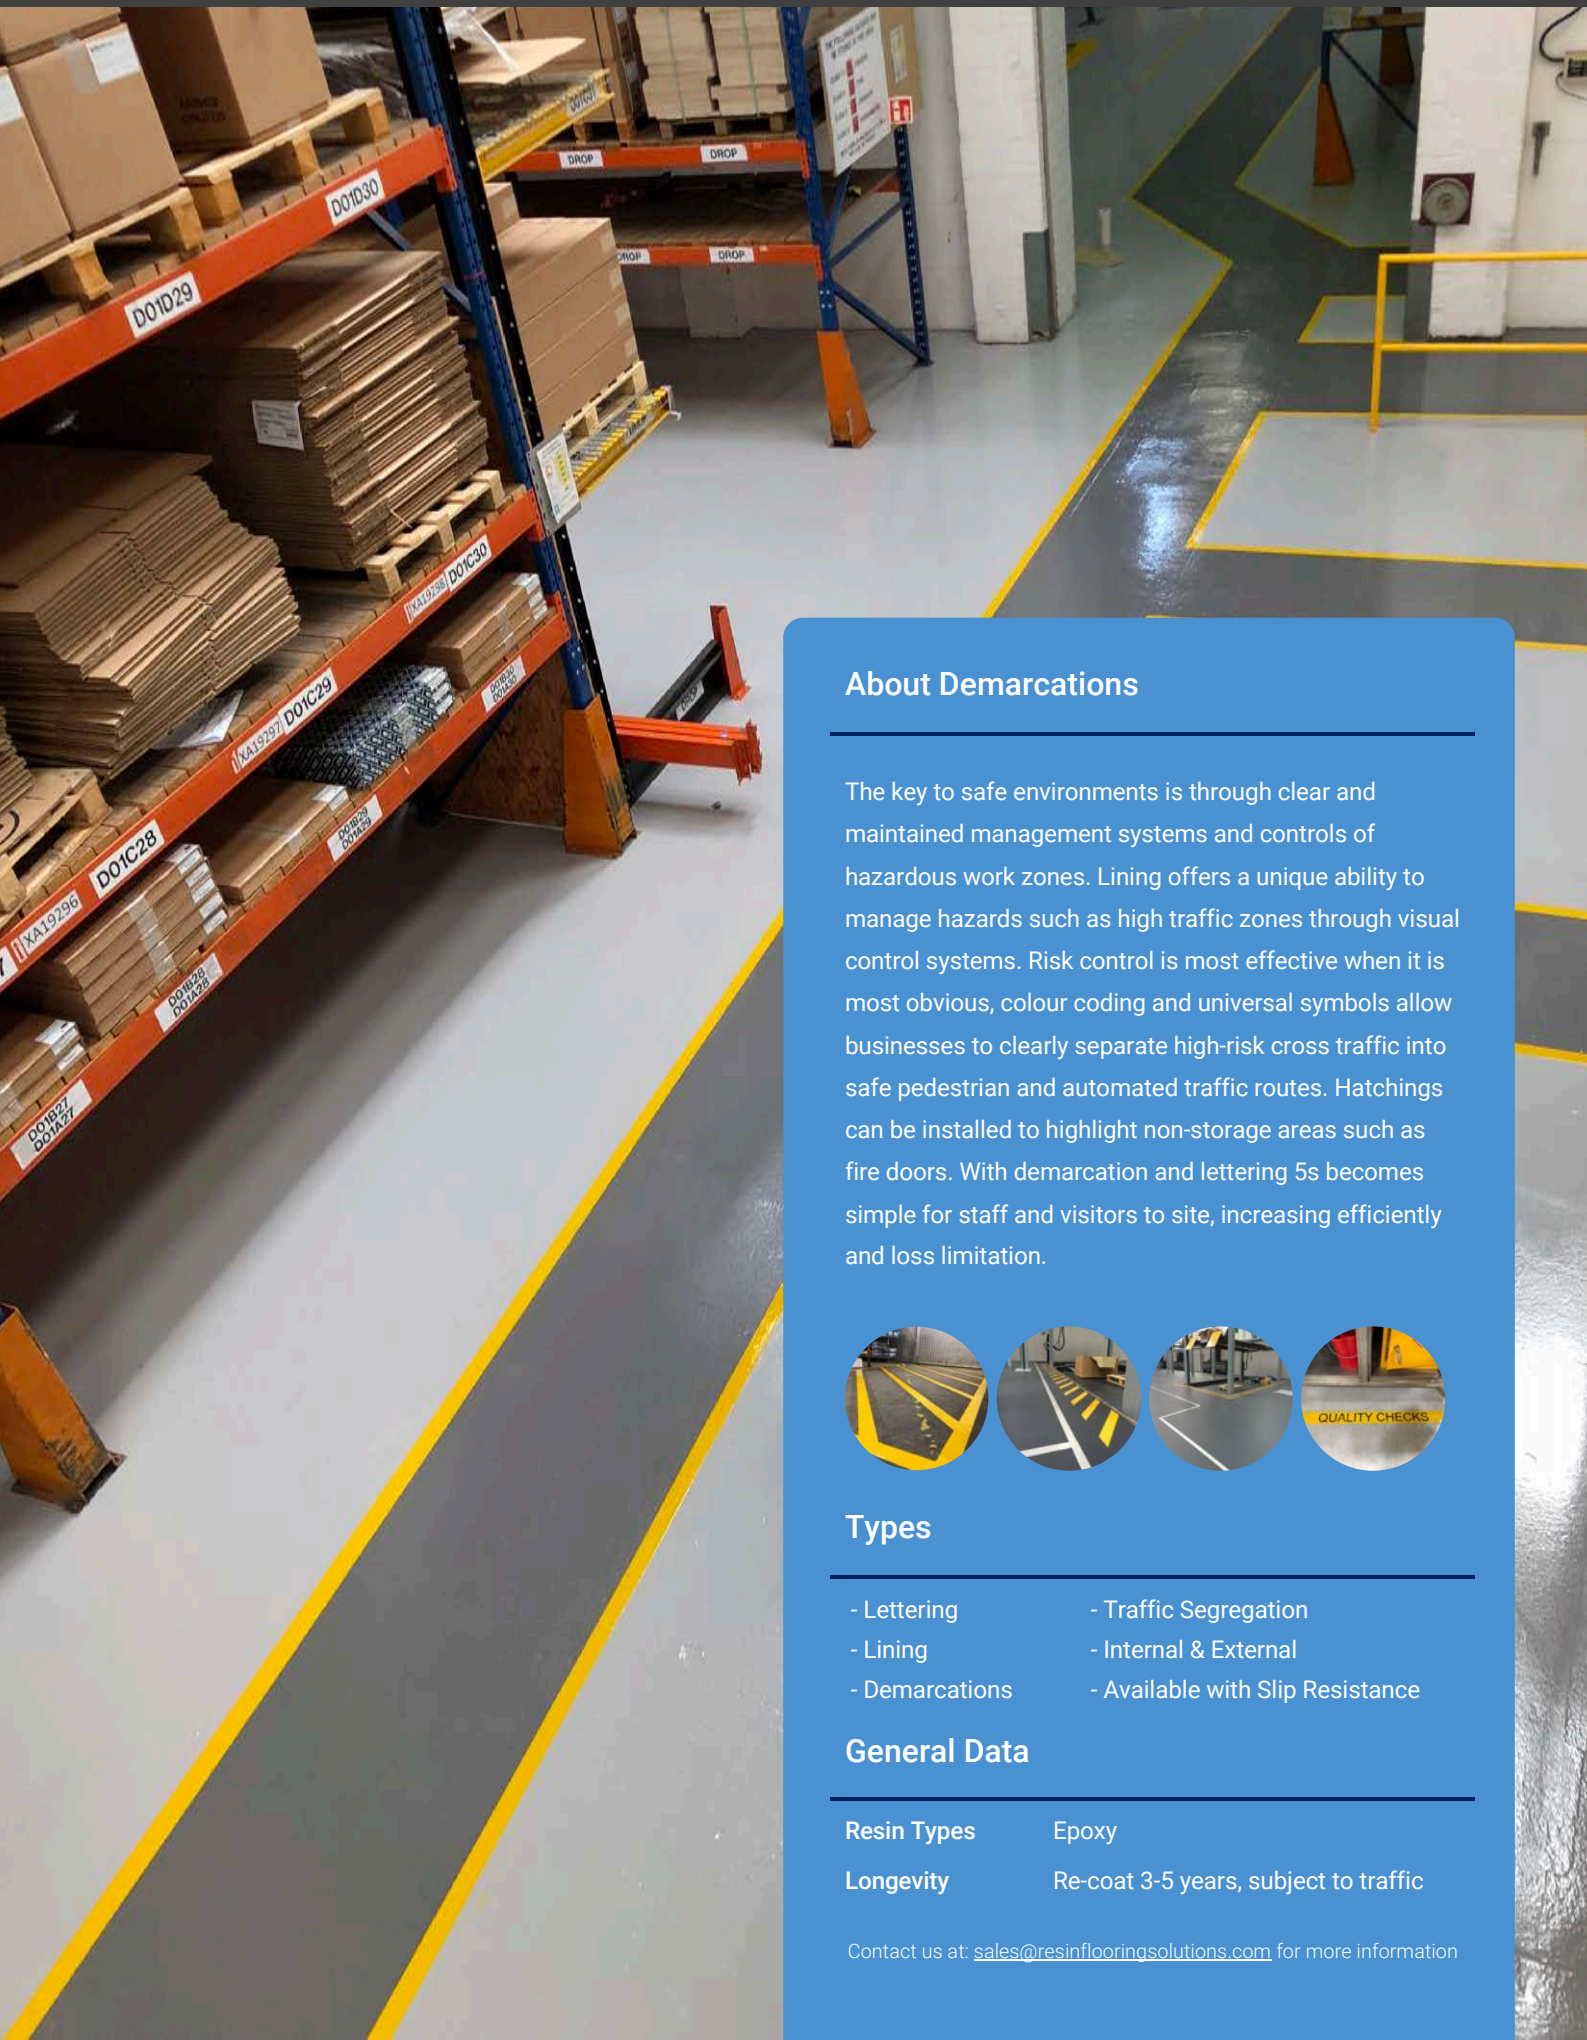 D01D30
D01D29
DROP
DROP
DROP
DROP
XA19298 D01C30
XA19297 D01C29
D01C28
XA19296
D01B30
D01A30
D01B29
D01A29
D01B28
D01A28
D01B27
D01A27
DROP
About Demarcations
The key to safe environments is through clear and
maintained management systems and controls of
hazardous work zones. Lining offers a unique ability to
manage hazards such as high traffic zones through visual
control systems. Risk control is most effective when it is
most obvious, colour coding and universal symbols allow
businesses to clearly separate high-risk cross traffic into
safe pedestrian and automated traffic routes. Hatchings
can be installed to highlight non-storage areas such as
fire doors. With demarcation and lettering 5s becomes
simple for staff and visitors to site, increasing efficiently
and loss limitation.
QUALITY CHECKS
Types
- Lettering
- Lining
- Demarcations
- Traffic Segregation
- Internal & External
- Available with Slip Resistance
General Data
Resin Types Epoxy
Longevity Re-coat 3-5 years, subject to traffic
Contact us at: sales@resinflooringsolutions.com for more information